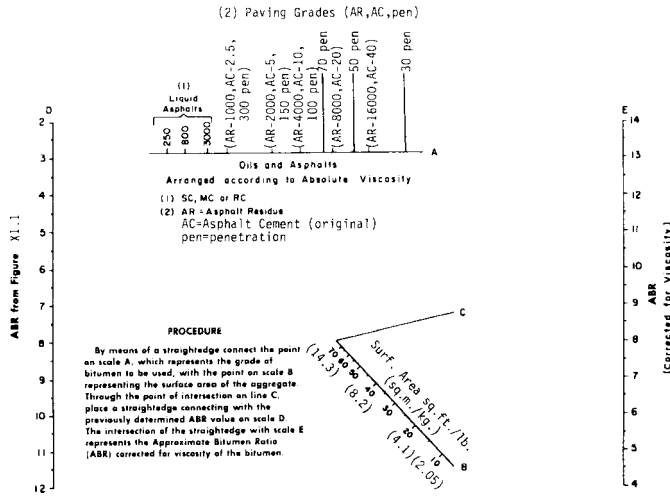 (2) Paving Grades (AR,AC,pen)
(1)
Liquid
Asphalts
250
800
3000
(AR-1000,AC-2.5,
300 pen)
(AR-2000,AC-5,
150 pen)
(AR-4000,AC-10,
100 pen)
70 pen
(AR-8000,AC-20)
50 pen
(AR-16000,AC-40)
30 pen
A
Oils and Asphalts
Arranged according to Absolute Viscosity
(1) SC, MC or RC
(2) AR = Asphalt Residue
AC=Asphalt Cement (original)
pen=penetration
D
2
3
4
5
6
7
8
9
10
11
12
ABR from Figure X1.1
E
14
13
12
11
10
9
8
7
6
5
4
ABR
(Corrected for Viscosity)
PROCEDURE
By means of a straightedge connect the point
on scale A, which represents the grade of
bitumen to be used, with the point on scale B
representing the surface area of the aggregate.
Through the point of intersection on line C,
place a straightedge connecting with the
previously determined ABR value on scale D.
The intersection of the straightedge with scale E
represents the Approximate Bitumen Ratio
(ABR) corrected for viscosity of the bitumen.
C
Surf. Area sq.ft./lb.
(sq.m./kg.)
70
60
50
40
30
20
10
(14.3)
(8.2)
(4.1)
(2.05)
B